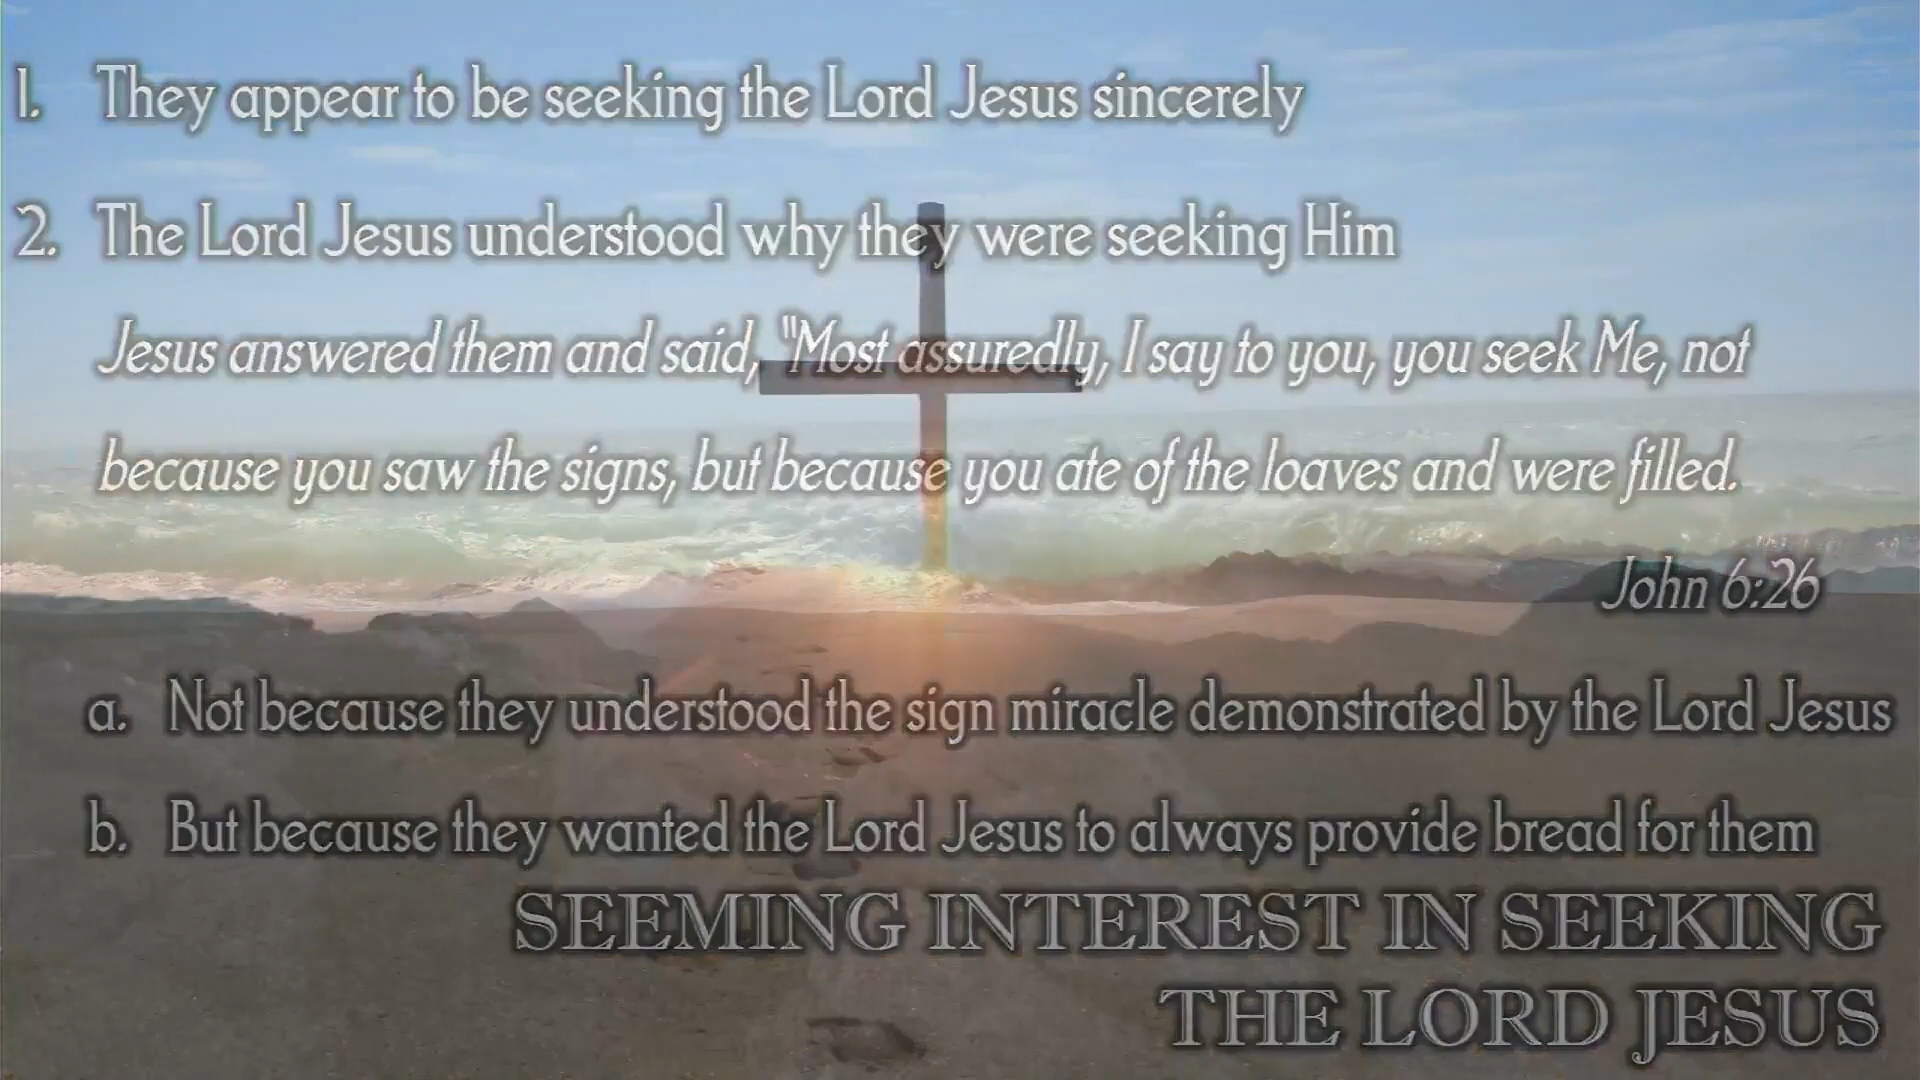 1. They appear to be seeking the Lord Jesus sincerely
2. The Lord Jesus understood why they were seeking Him
Jesus answered them and said, "Most assuredly, I say to you, you seek Me, not
because you saw the signs, but because you ate of the loaves and were filled.
John 6:26
a. Not because they understood the sign miracle demonstrated by the Lord Jesus
b. But because they wanted the Lord Jesus to always provide bread for them
SEEMING INTEREST IN SEEKING
THE LORD JESUS